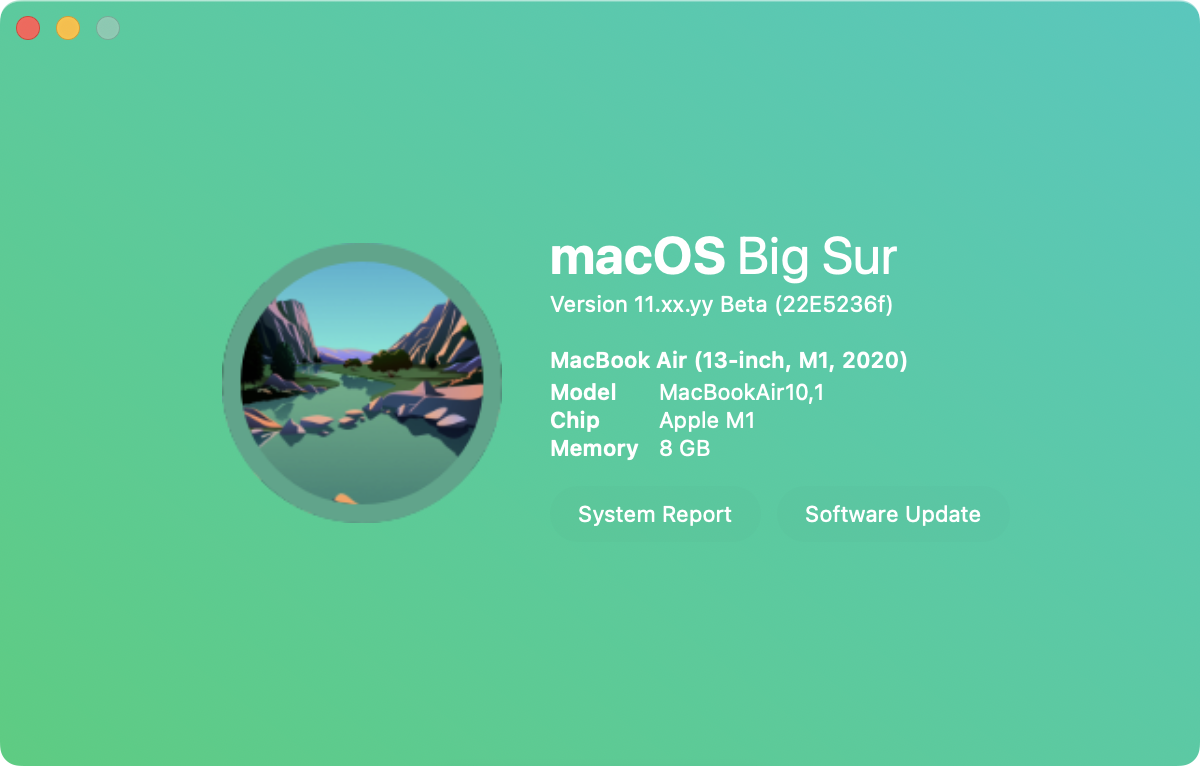 macOS Big Sur
Version 11.xx.yy Beta (22E5236f)
MacBook Air (13-inch, M1, 2020)
Model MacBookAir10,1
Chip Apple M1
Memory 8 GB
System Report Software Update